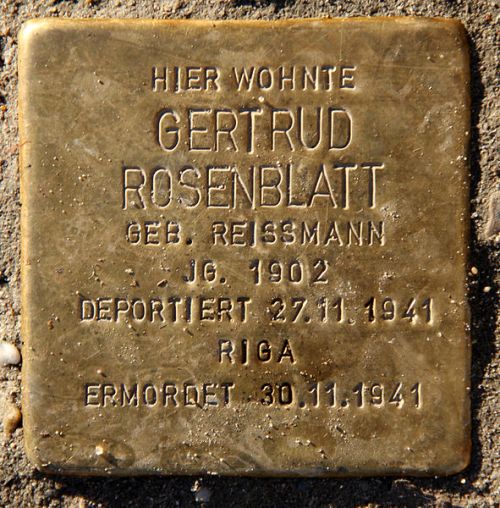 HIER WOHNTE
GERTRUD
ROSENBLATT
GEB. REISSMANN
JG. 1902
DEPORTIERT 27.11.1941
RIGA
ERMORDET 30.11.1941